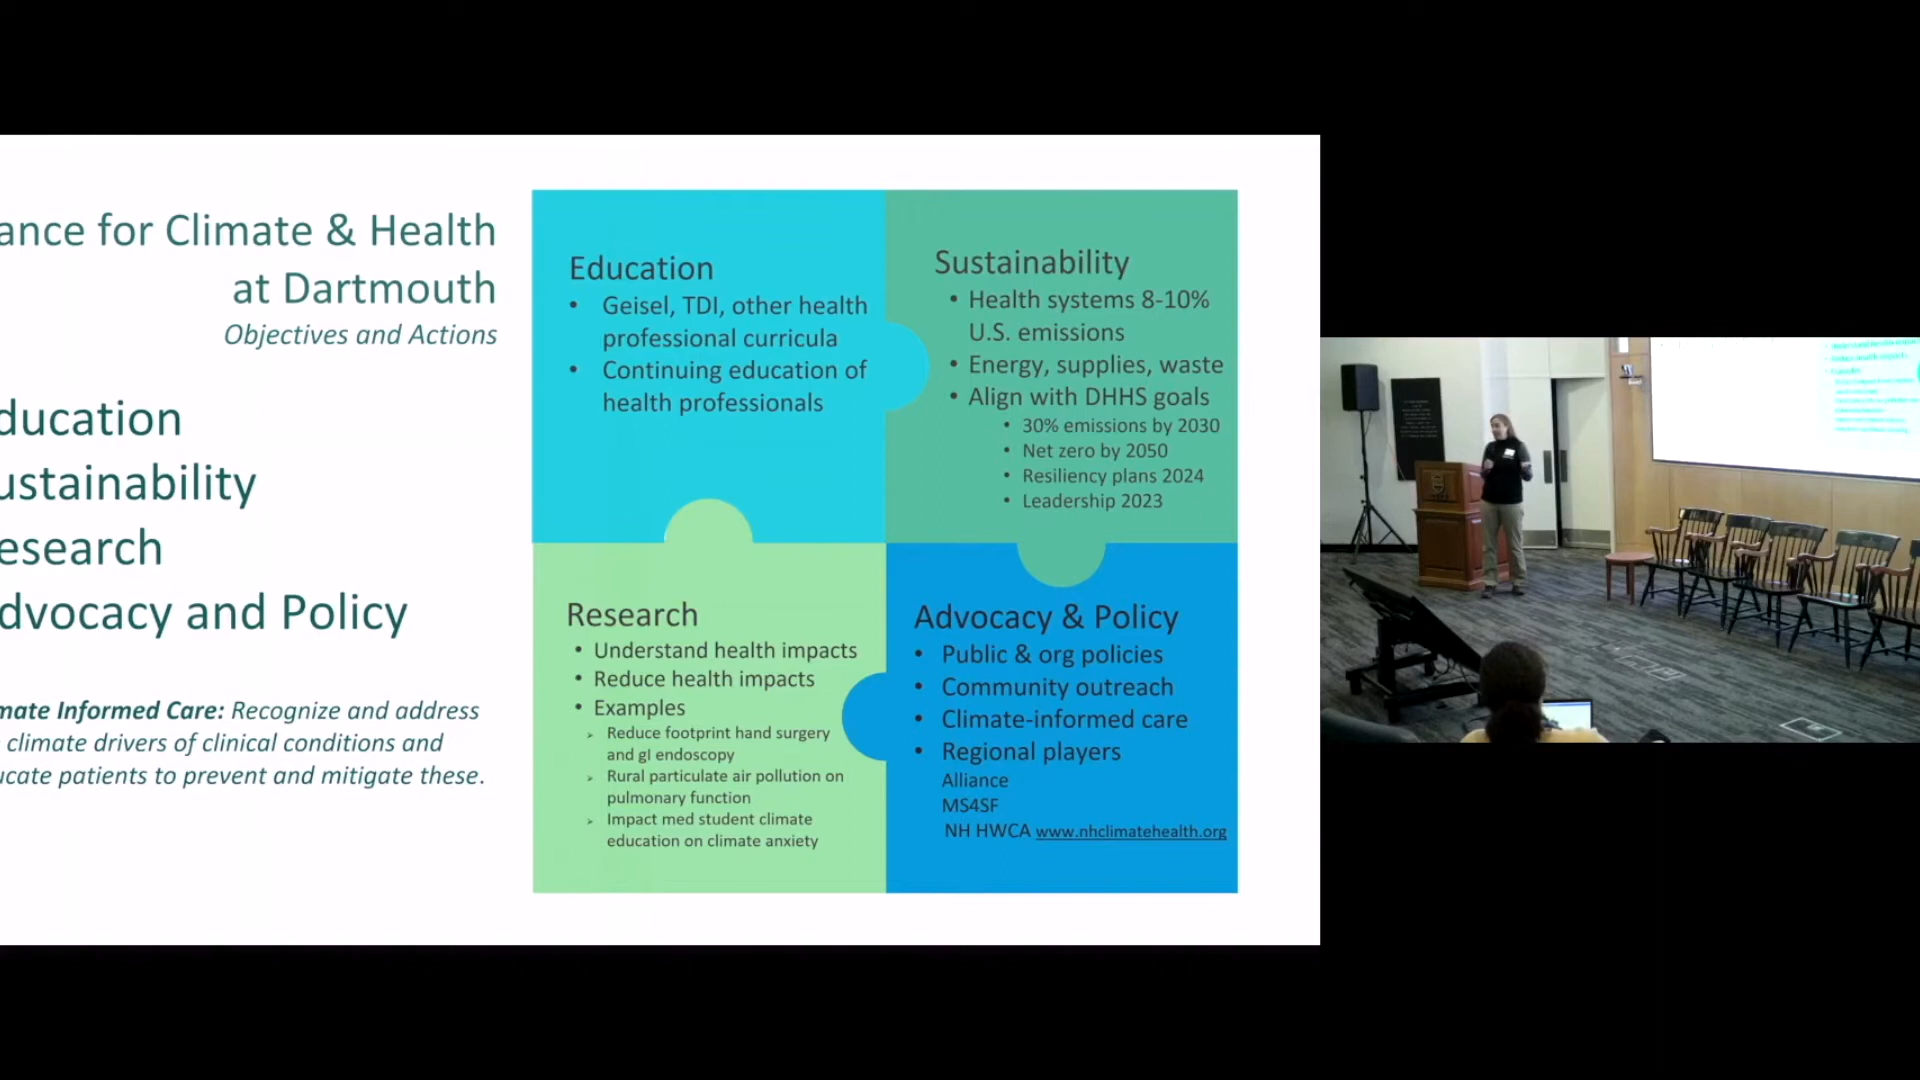 ance for Climate & Health
at Dartmouth
Objectives and Actions
ducation
ustainability
esearch
dvocacy and Policy
mate Informed Care: Recognize and address
climate drivers of clinical conditions and
ucate patients to prevent and mitigate these.
Education
• Geisel, TDI, other health
professional curricula
• Continuing education of
health professionals
Sustainability
• Health systems 8-10%
U.S. emissions
• Energy, supplies, waste
• Align with DHHS goals
• 30% emissions by 2030
• Net zero by 2050
• Resiliency plans 2024
• Leadership 2023
Research
• Understand health impacts
• Reduce health impacts
• Examples
➢ Reduce footprint hand surgery
and gI endoscopy
➢ Rural particulate air pollution on
pulmonary function
➢ Impact med student climate
education on climate anxiety
Advocacy & Policy
• Public & org policies
• Community outreach
• Climate-informed care
• Regional players
Alliance
MS4SF
NH HWCA www.nhclimatehealth.org